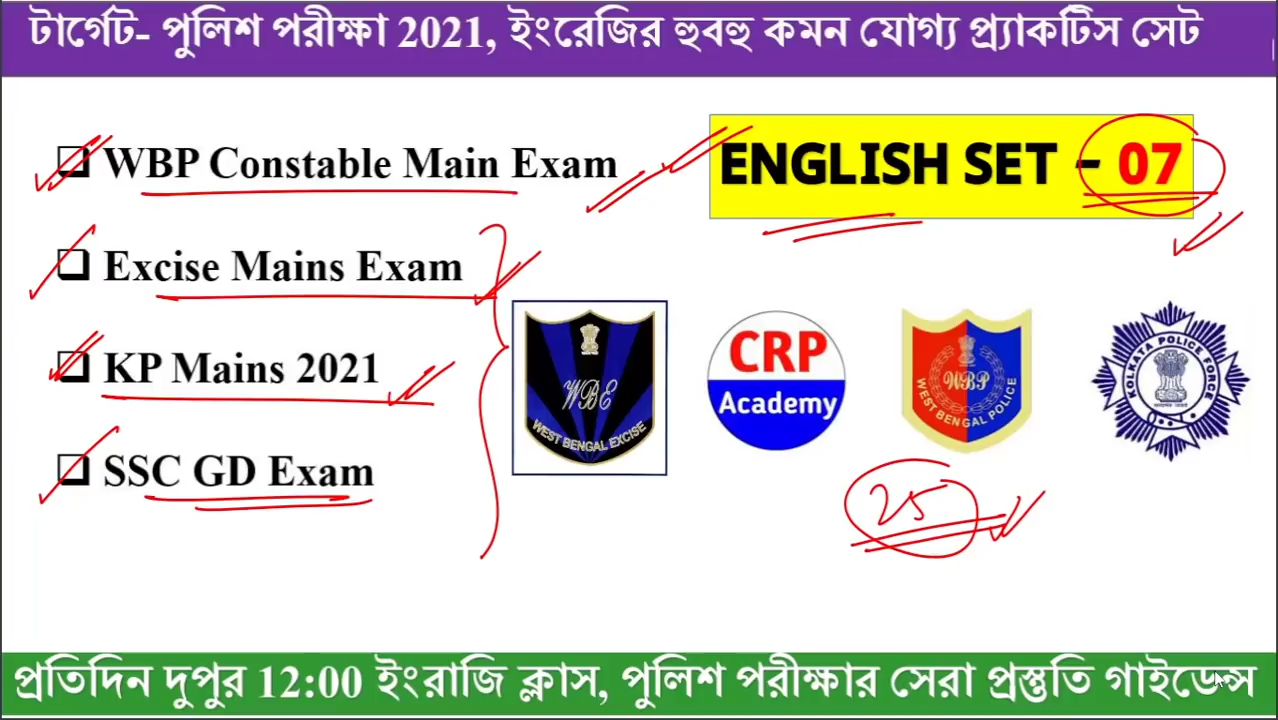 টার্গেট- পুলিশ পরীক্ষা 2021, ইংরেজির হুবহু কমন যোগ্য প্র্যাকটিস সেট
WBP Constable Main Exam
ENGLISH SET - 07
Excise Mains Exam
KP Mains 2021
SSC GD Exam
WBE
WEST BENGAL EXCISE
CRP
Academy
WBP
WEST BENGAL POLICE
KOLKATA POLICE FORCE
25
প্রতিদিন দুপুর 12:00 ইংরাজি ক্লাস, পুলিশ পরীক্ষার সেরা প্রস্তুতি গাইডেন্স